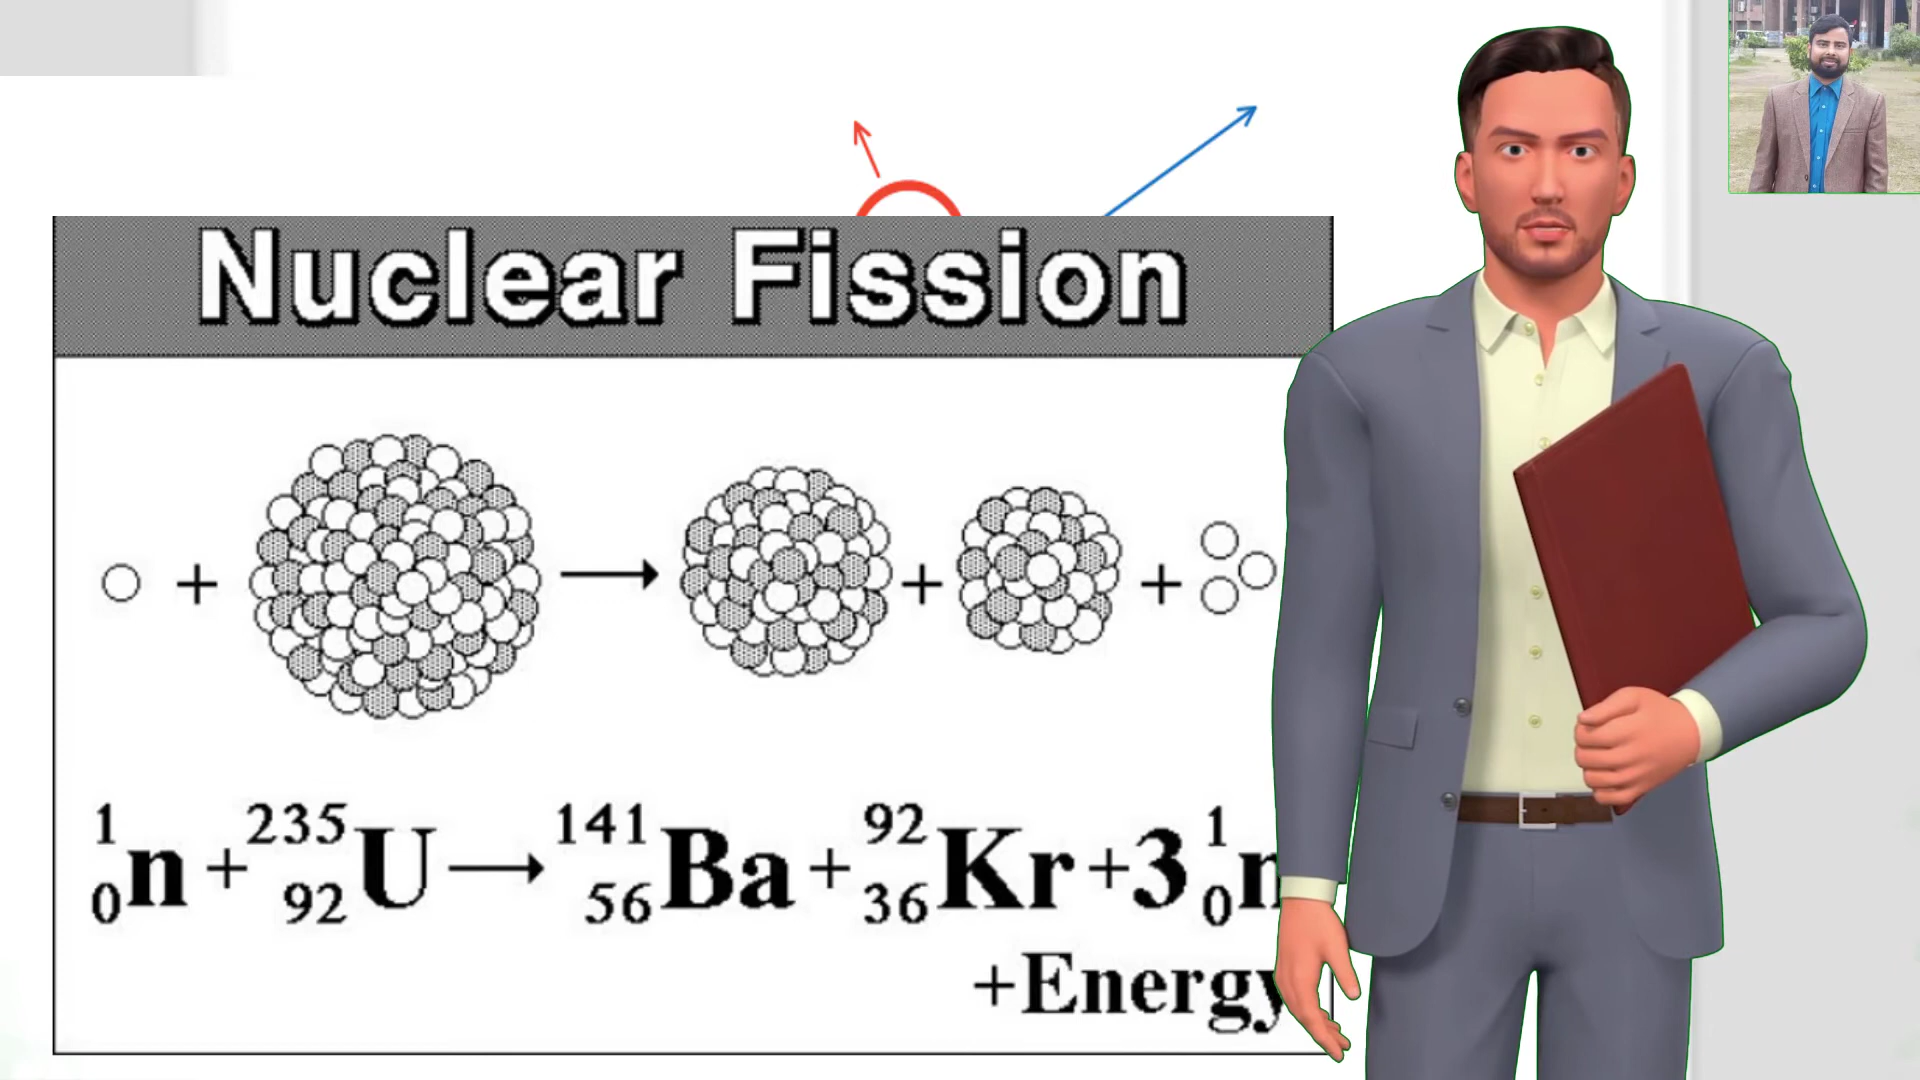 Nuclear Fission
+ → + +
¹₀n + ²³⁵₉₂U → ¹⁴¹₅₆Ba + ⁹²₃₆Kr + 3 ¹₀n
+Energy